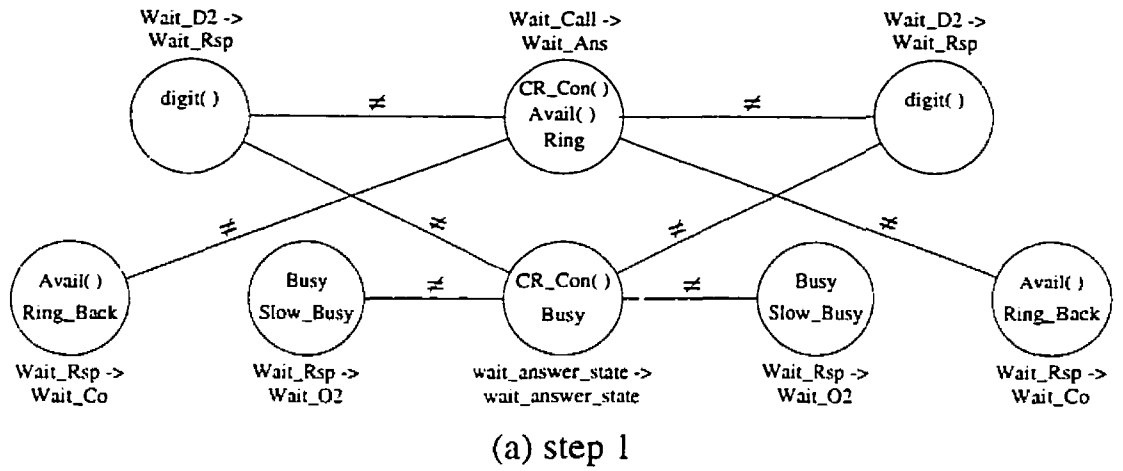 Wait_D2 ->
Wait_Rsp
Wait_Call ->
Wait_Ans
Wait_D2 ->
Wait_Rsp
digit( )
≠
CR_Con( )
Avail( )
Ring
≠
digit( )
≠
≠
≠
≠
Avail( )
Ring_Back
Busy
Slow_Busy
≠
CR_Con( )
Busy
≠
Busy
Slow_Busy
Avail( )
Ring_Back
Wait_Rsp ->
Wait_Co
Wait_Rsp ->
Wait_O2
wait_answer_state ->
wait_answer_state
Wait_Rsp ->
Wait_O2
Wait_Rsp ->
Wait_Co
(a) step 1